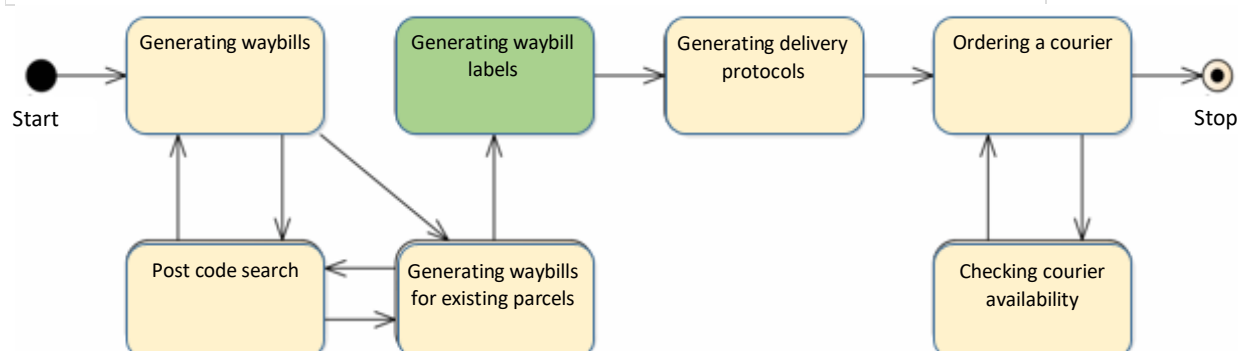 Generating waybills
Generating waybill
labels
Generating delivery
protocols
Ordering a courier
Start
Stop
Post code search
Generating waybills
for existing parcels
Checking courier
availability